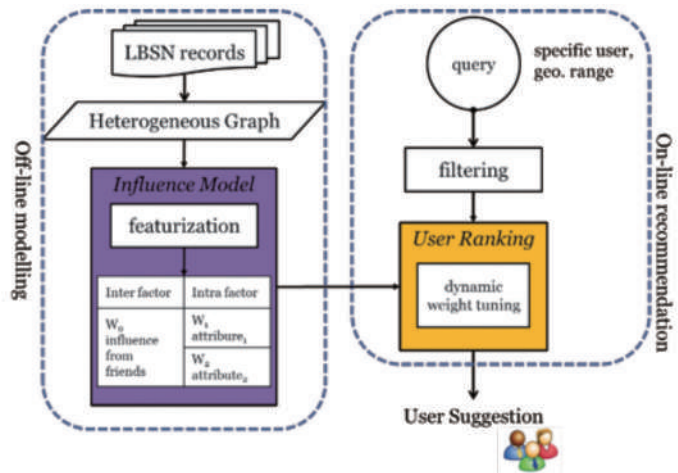 LBSN records
Heterogeneous Graph
Influence Model
featurization
Inter factor
Intra factor
W₀
influence
from
friends
W₁
attribure₁
W₂
attribute₂
Off-line modelling
query
specific user,
geo. range
filtering
User Ranking
dynamic
weight tuning
User Suggestion
On-line recommendation